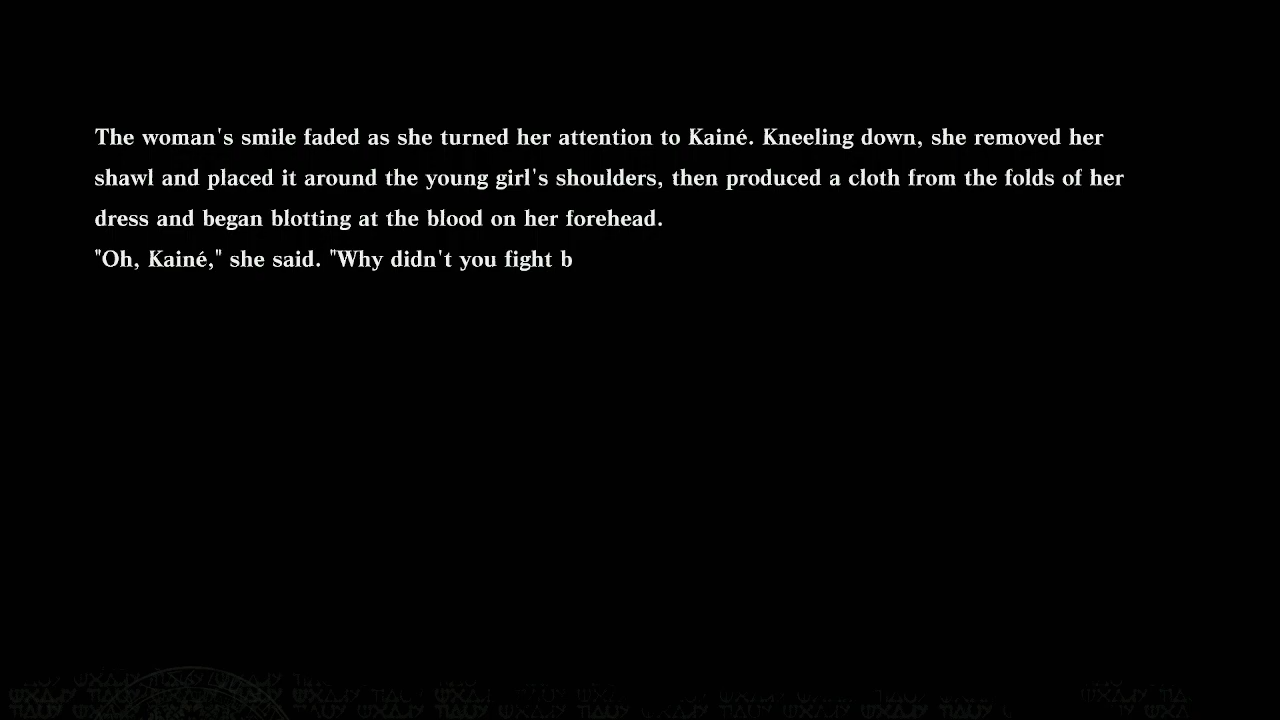 The woman's smile faded as she turned her attention to Kainé. Kneeling down, she removed her
shawl and placed it around the young girl's shoulders, then produced a cloth from the folds of her
dress and began blotting at the blood on her forehead.
"Oh, Kainé," she said. "Why didn't you fight b